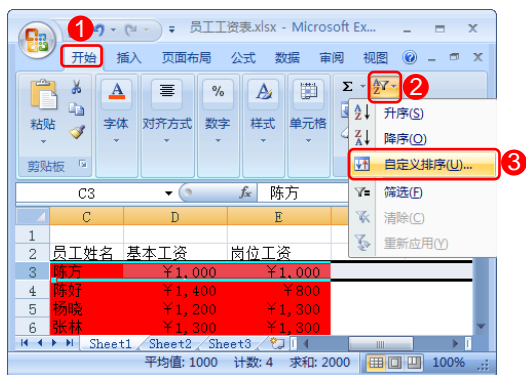 1
员工工资表.xlsx - Microsoft Ex...
开始 插入 页面布局 公式 数据 审阅 视图
粘贴 字体 对齐方式 数字 样式 单元格
剪贴板
2
升序(S)
降序(O)
自定义排序(U)...
3
筛选(F)
清除(C)
重新应用(Y)
C3 fx 陈方
C D E
1
2 员工姓名 基本工资 岗位工资
3 陈方 ￥1,000 ￥1,000
4 陈好 ￥1,400 ￥800
5 杨晓 ￥1,200 ￥1,300
6 张林 ￥1,300 ￥1,300
Sheet1 Sheet2 Sheet3
平均值: 1000 计数: 4 求和: 2000 100%